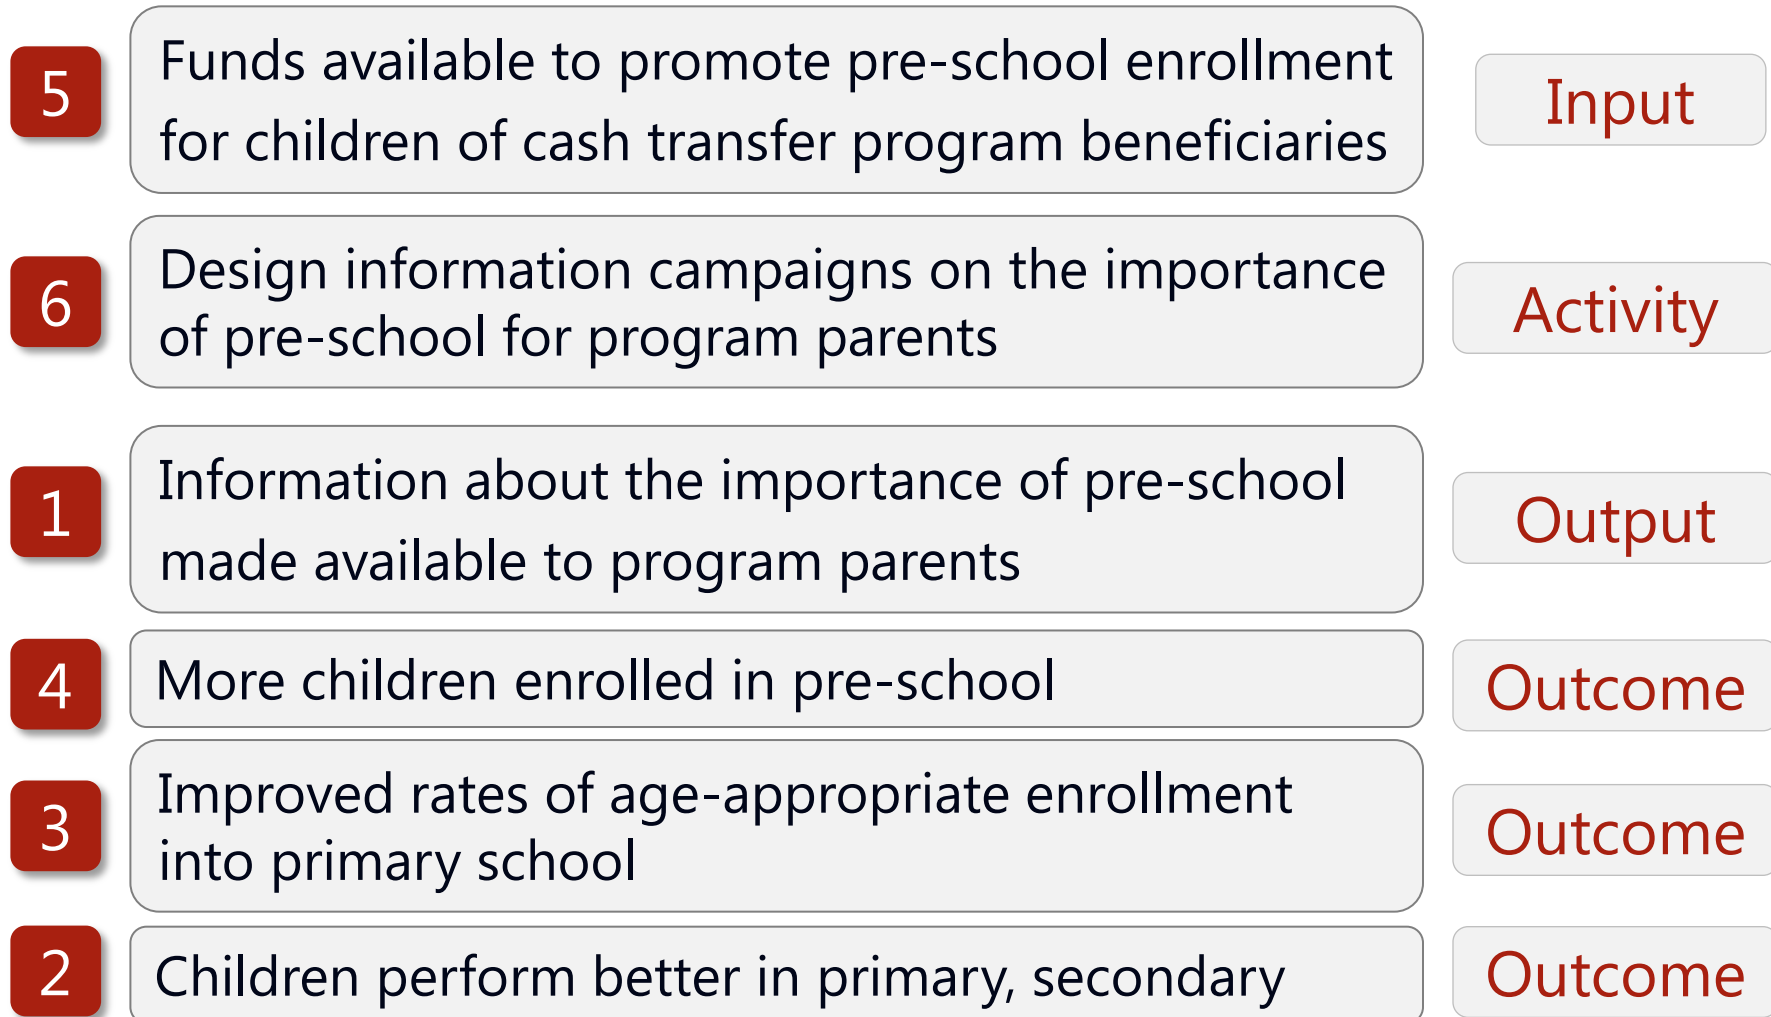 5
Funds available to promote pre-school enrollment
for children of cash transfer program beneficiaries
Input
6
Design information campaigns on the importance
of pre-school for program parents
Activity
1
Information about the importance of pre-school
made available to program parents
Output
4
More children enrolled in pre-school
Outcome
3
Improved rates of age-appropriate enrollment
into primary school
Outcome
2
Children perform better in primary, secondary
Outcome